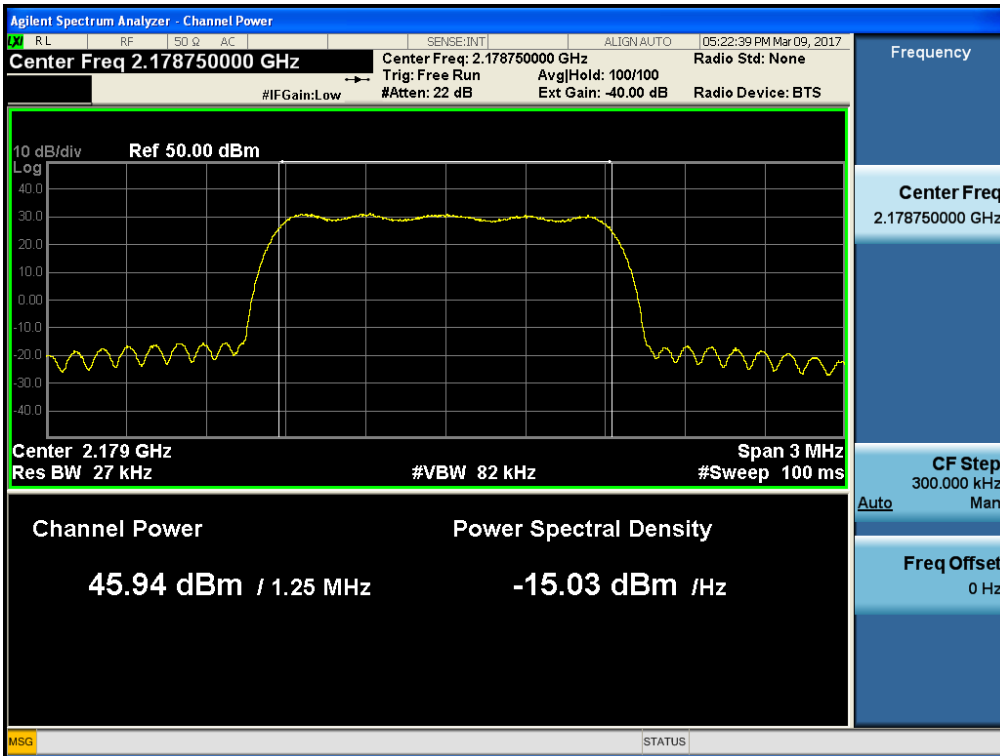 Agilent Spectrum Analyzer - Channel Power
LXI RL RF 50 Ω AC SENSE:INT ALIGN AUTO 05:22:39 PM Mar 09, 2017
Center Freq 2.178750000 GHz
Center Freq: 2.178750000 GHz Radio Std: None
Trig: Free Run Avg|Hold: 100/100
#IFGain:Low #Atten: 22 dB Ext Gain: -40.00 dB Radio Device: BTS
10 dB/div Ref 50.00 dBm
Log
40.0
30.0
20.0
10.0
0.00
-10.0
-20.0
-30.0
-40.0
Center 2.179 GHz Span 3 MHz
Res BW 27 kHz #VBW 82 kHz #Sweep 100 ms
Channel Power Power Spectral Density
45.94 dBm / 1.25 MHz -15.03 dBm /Hz
Frequency
Center Freq
2.178750000 GHz
CF Step
300.000 kHz
Auto Man
Freq Offset
0 Hz
MSG STATUS